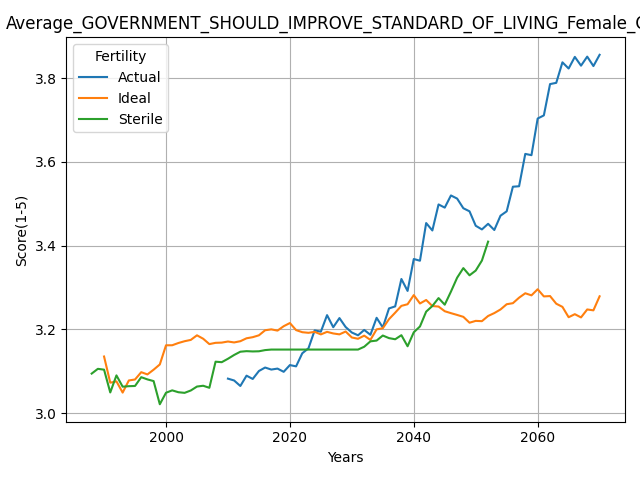 Average_GOVERNMENT_SHOULD_IMPROVE_STANDARD_OF_LIVING_Female_
Fertility
Actual
Ideal
Sterile
Score(1-5)
3.8
3.6
3.4
3.2
3.0
2000 2020 2040 2060
Years